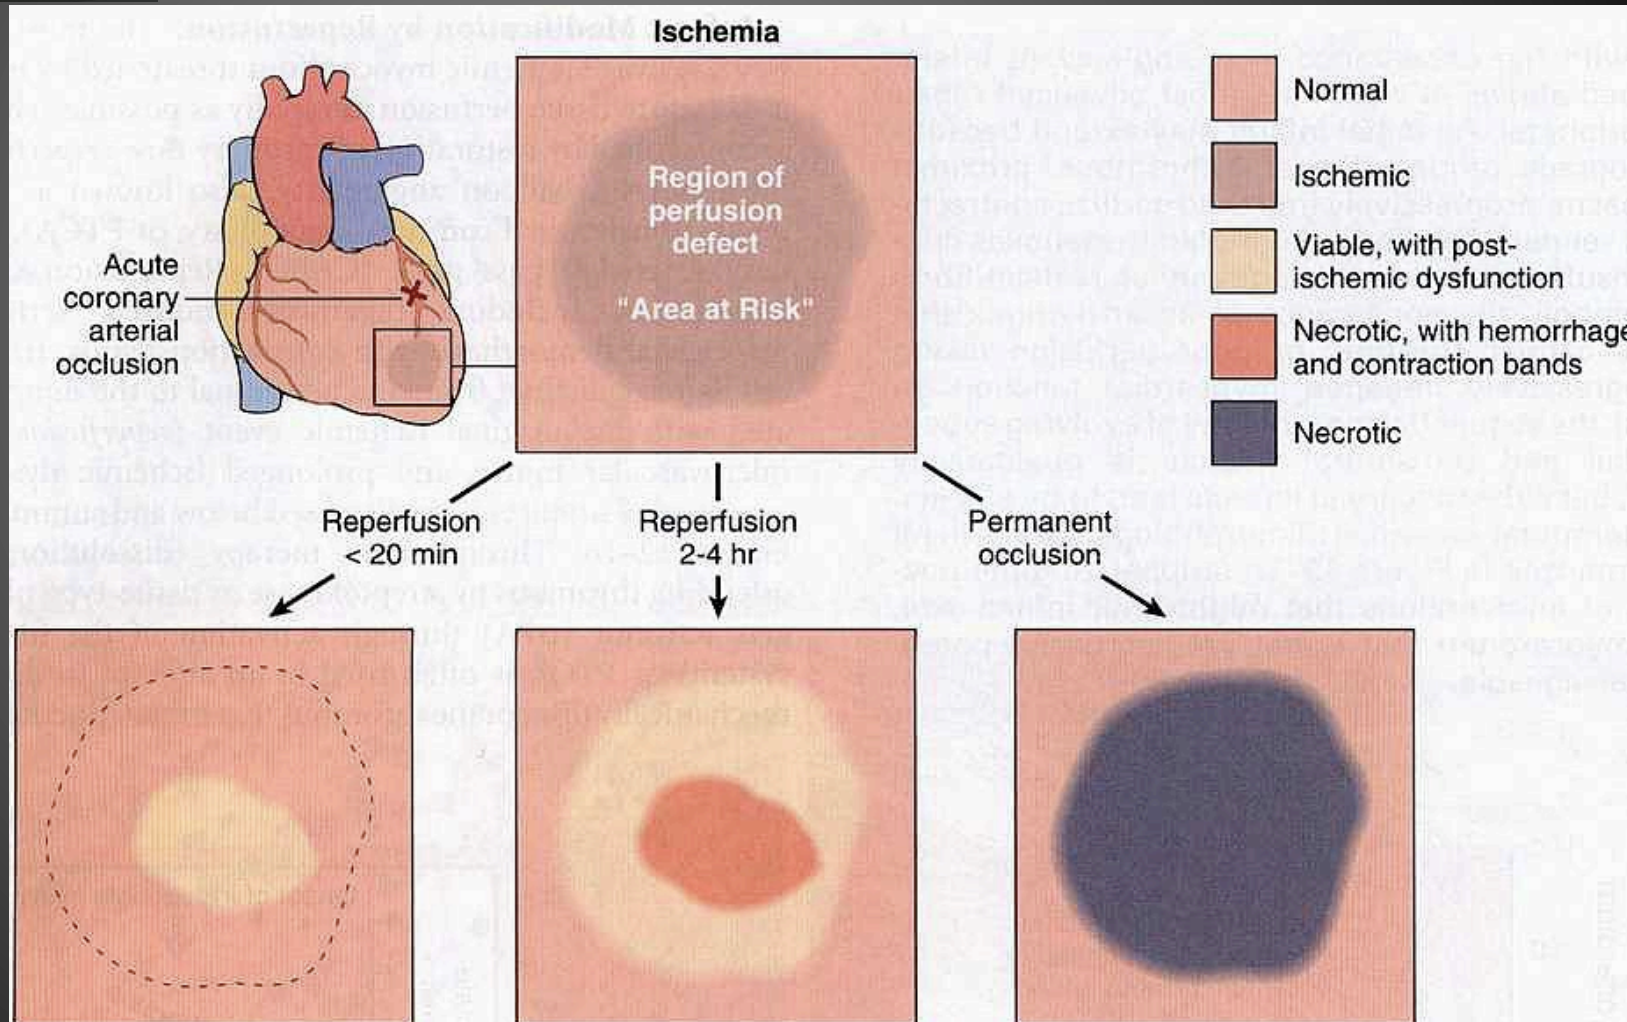 Ischemia
Acute
coronary
arterial
occlusion
Region of
perfusion
defect
"Area at Risk"
Normal
Ischemic
Viable, with post-
ischemic dysfunction
Necrotic, with hemorrhage
and contraction bands
Necrotic
Reperfusion
< 20 min
Reperfusion
2-4 hr
Permanent
occlusion